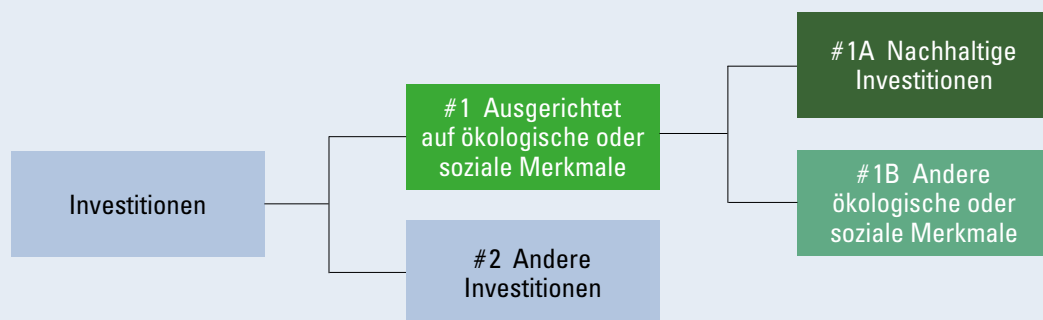 Investitionen
#1 Ausgerichtet
auf ökologische oder
soziale Merkmale
#2 Andere
Investitionen
#1A Nachhaltige
Investitionen
#1B Andere
ökologische oder
soziale Merkmale